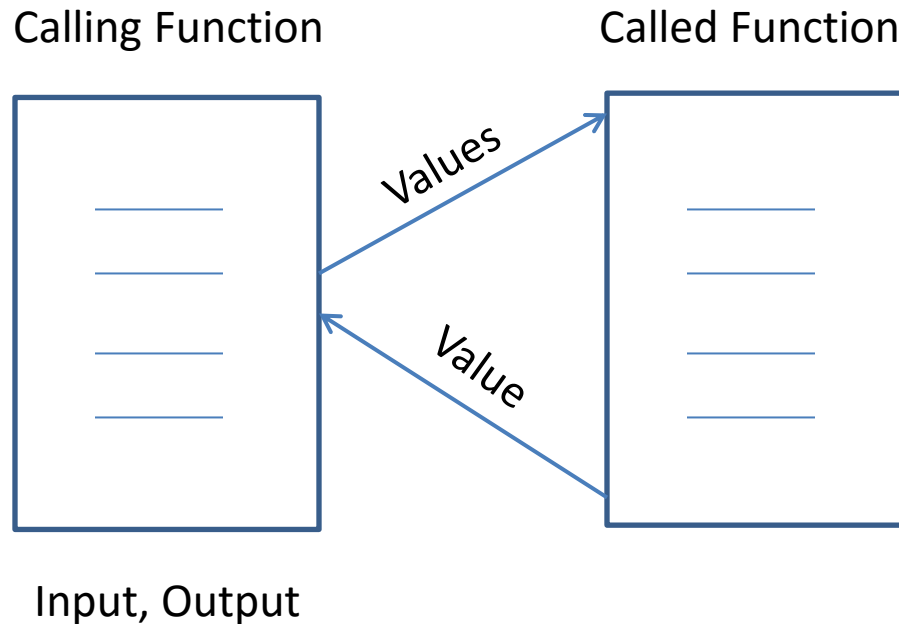 Calling Function
Called Function
Values
Value
Input, Output